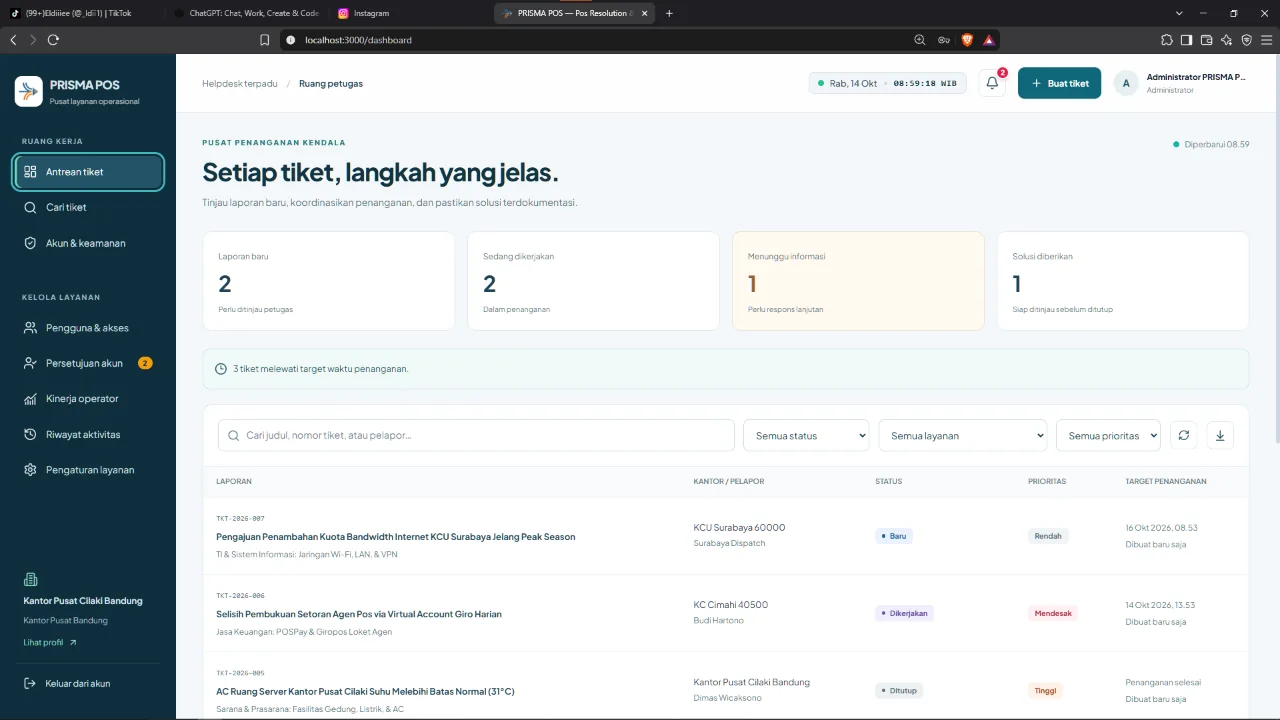 (99+)Eldiiiee (@_ldi1) | TikTok
ChatGPT: Chat, Work, Create & Code
Instagram
PRISMA POS — Pos Resolution &
localhost:3000/dashboard
PRISMA POS
Pusat layanan operasional
RUANG KERJA
Antrean tiket
Cari tiket
Akun & keamanan
KELOLA LAYANAN
Pengguna & akses
Persetujuan akun
2
Kinerja operator
Riwayat aktivitas
Pengaturan layanan
Kantor Pusat Cilaki Bandung
Kantor Pusat Bandung
Lihat profil
Keluar dari akun
Helpdesk terpadu / Ruang petugas
Rab, 14 Okt • 08:59:18 WIB
2
+ Buat tiket
A
Administrator PRISMA P...
Administrator
PUSAT PENANGANAN KENDALA
Diperbarui 08.59
Setiap tiket, langkah yang jelas.
Tinjau laporan baru, koordinasikan penanganan, dan pastikan solusi terdokumentasi.
Laporan baru
2
Perlu ditinjau petugas
Sedang dikerjakan
2
Dalam penanganan
Menunggu informasi
1
Perlu respons lanjutan
Solusi diberikan
1
Siap ditinjau sebelum ditutup
3 tiket melewati target waktu penanganan.
Cari judul, nomor tiket, atau pelapor...
Semua status
Semua layanan
Semua prioritas
LAPORAN
KANTOR / PELAPOR
STATUS
PRIORITAS
TARGET PENANGANAN
TKT-2026-007
Pengajuan Penambahan Kuota Bandwidth Internet KCU Surabaya Jelang Peak Season
TI & Sistem Informasi: Jaringan Wi-Fi, LAN, & VPN
KCU Surabaya 60000
Surabaya Dispatch
Baru
Rendah
16 Okt 2026, 08.53
Dibuat baru saja
TKT-2026-006
Selisih Pembukuan Setoran Agen Pos via Virtual Account Giro Harian
Jasa Keuangan: POSPay & Giropos Loket Agen
KC Cimahi 40500
Budi Hartono
Dikerjakan
Mendesak
14 Okt 2026, 13.53
Dibuat baru saja
TKT-2026-005
AC Ruang Server Kantor Pusat Cilaki Suhu Melebihi Batas Normal (31°C)
Sarana & Prasarana: Fasilitas Gedung, Listrik, & AC
Kantor Pusat Cilaki Bandung
Dimas Wicaksono
Ditutup
Tinggi
Penanganan selesai
Dibuat baru saja